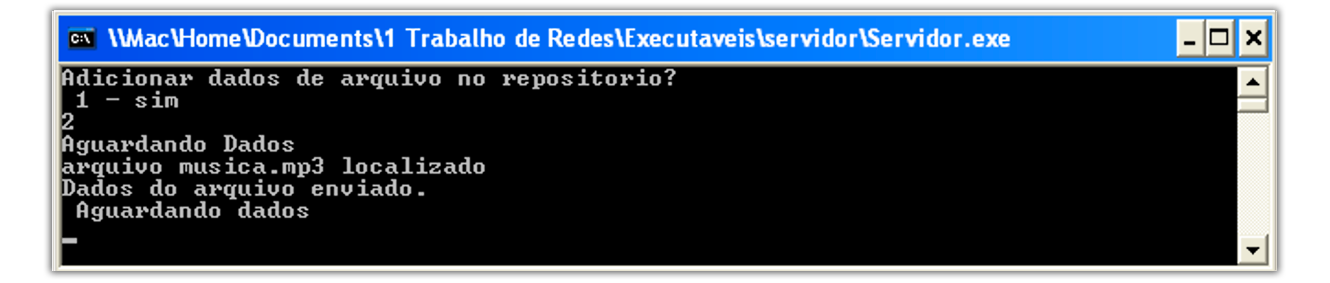 \\Mac\Home\Documents\1 Trabalho de Redes\Executaveis\servidor\Servidor.exe
Adicionar dados de arquivo no repositorio?
1 - sim
2
Aguardando Dados
arquivo musica.mp3 localizado
Dados do arquivo enviado.
Aguardando dados